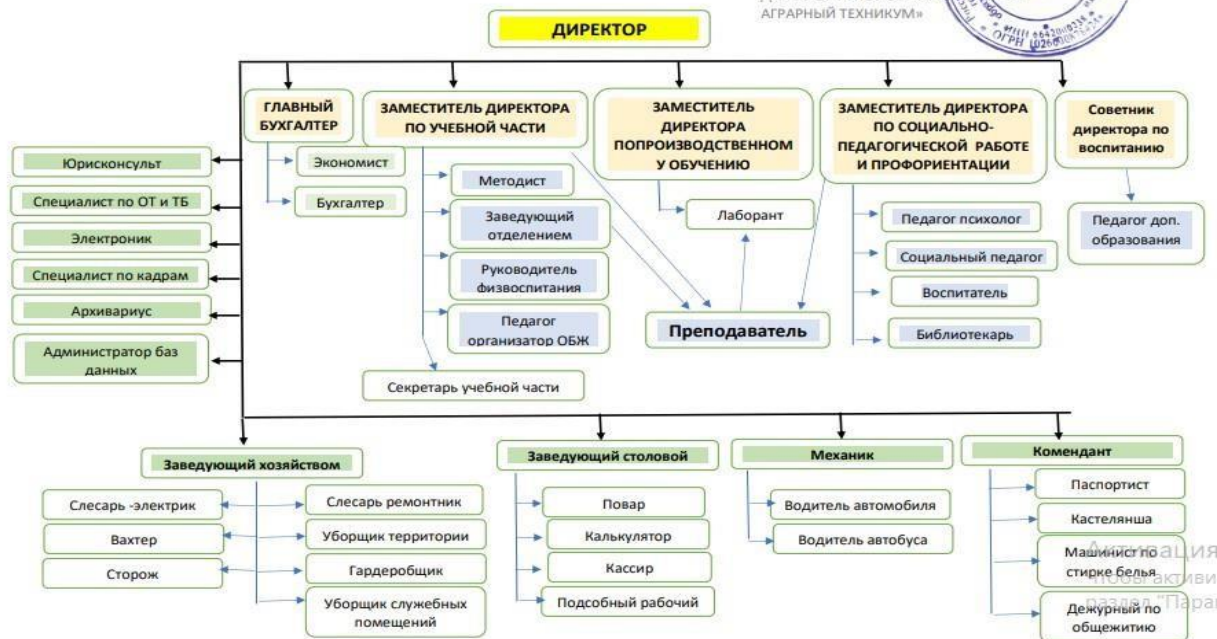 АГРАРНЫЙ ТЕХНИКУМ»
ДИРЕКТОР
ГЛАВНЫЙ
БУХГАЛТЕР
Экономист
Бухгалтер
ЗАМЕСТИТЕЛЬ ДИРЕКТОРА
ПО УЧЕБНОЙ ЧАСТИ
Методист
Заведующий
отделением
Руководитель
физвоспитания
Педагог
организатор ОБЖ
Секретарь учебной части
ЗАМЕСТИТЕЛЬ
ДИРЕКТОРА
ПОПРОИЗВОДСТВЕННОМ
У ОБУЧЕНИЮ
Лаборант
Преподаватель
ЗАМЕСТИТЕЛЬ ДИРЕКТОРА
ПО СОЦИАЛЬНО-
ПЕДАГОГИЧЕСКОЙ РАБОТЕ
И ПРОФОРИЕНТАЦИИ
Педагог психолог
Социальный педагог
Воспитатель
Библиотекарь
Советник
директора по
воспитанию
Педагог доп.
образования
Юрисконсульт
Специалист по ОТ и ТБ
Электроник
Специалист по кадрам
Архивариус
Администратор баз
данных
Заведующий хозяйством
Слесарь -электрик
Вахтер
Сторож
Слесарь ремонтник
Уборщик территории
Гардеробщик
Уборщик служебных
помещений
Заведующий столовой
Повар
Калькулятор
Кассир
Подсобный рабочий
Механик
Водитель автомобиля
Водитель автобуса
Комендант
Паспортист
Кастелянша
Машинист по
стирке белья
Дежурный по
общежитию
Активация